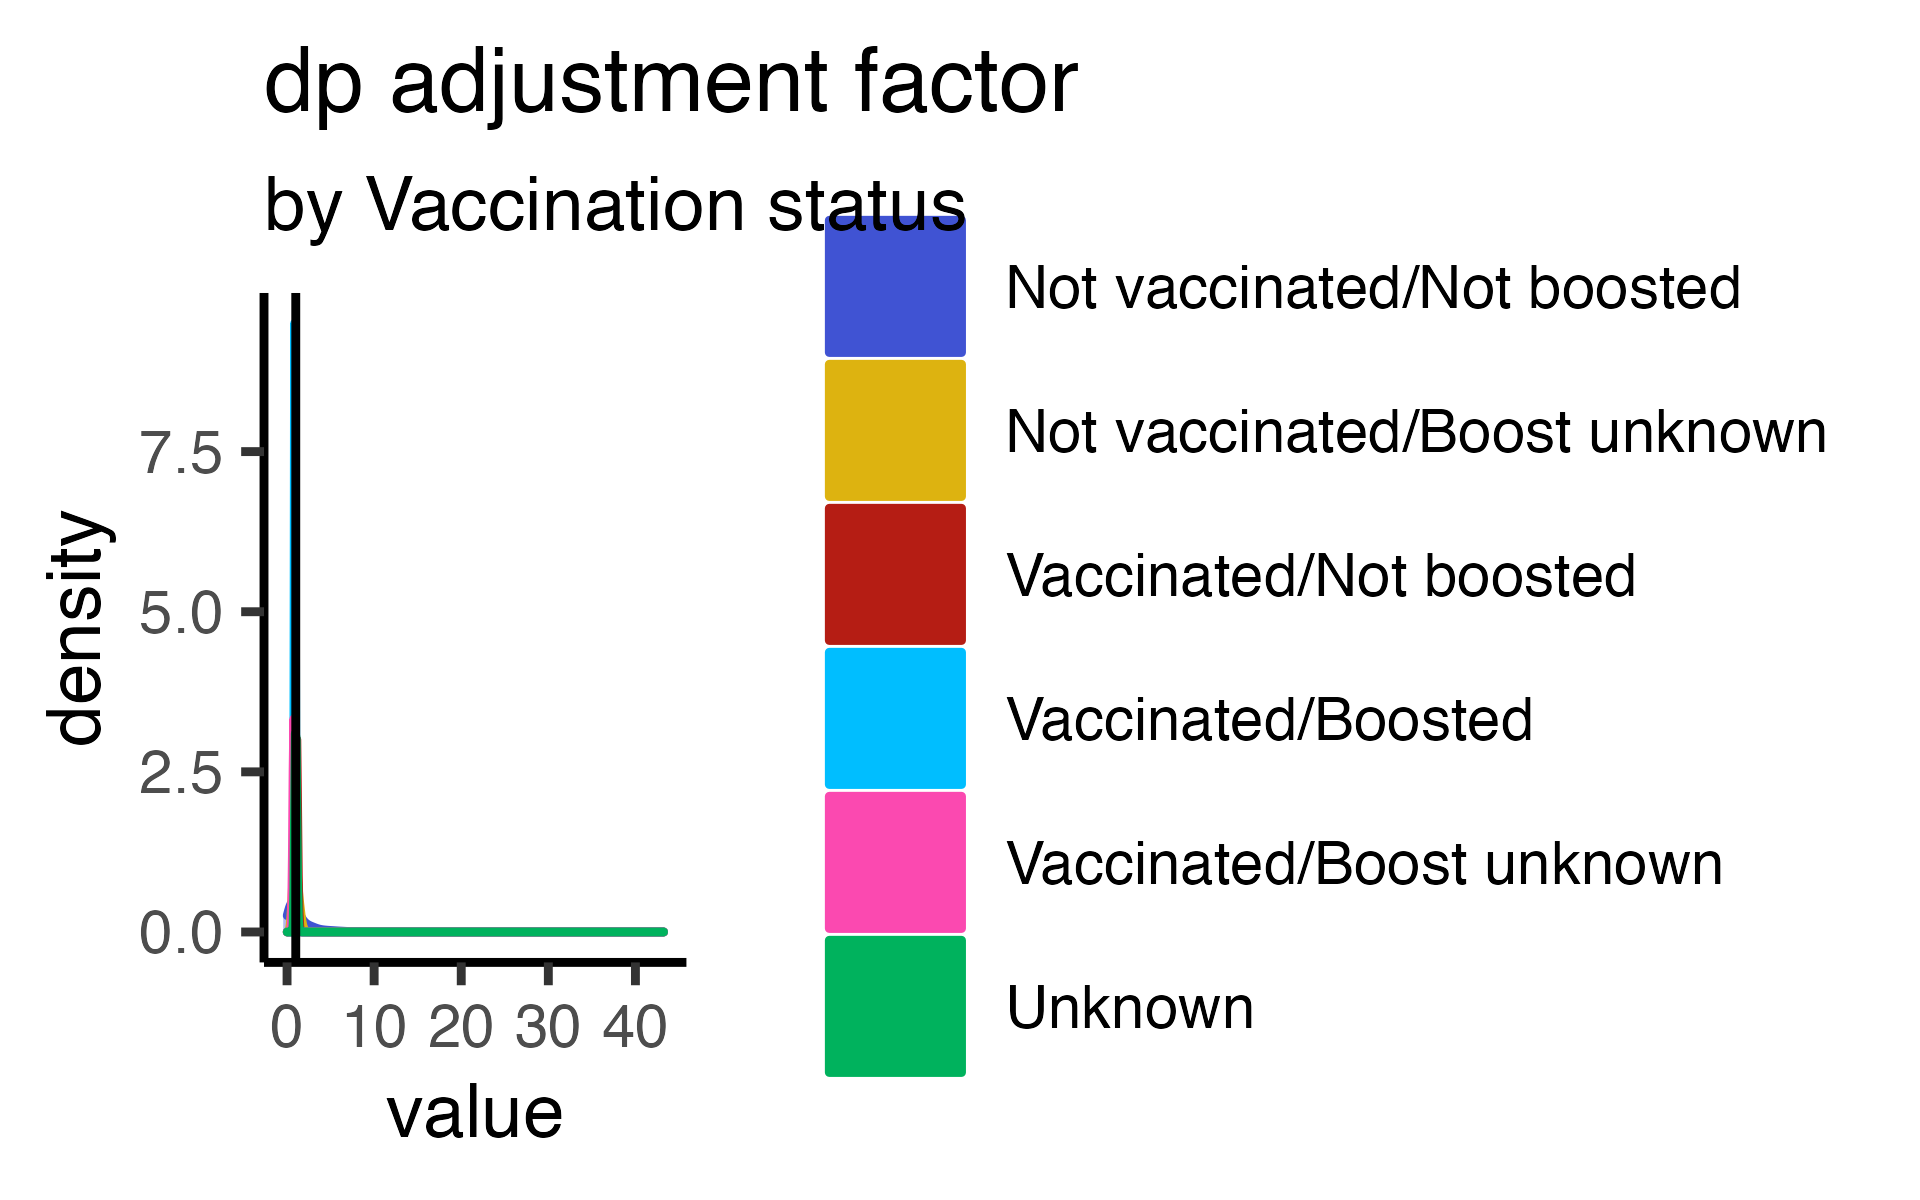 dp adjustment factor
by Vaccination status
density
7.5
5.0
2.5
0.0
0 10 20 30 40
value
Not vaccinated/Not boosted
Not vaccinated/Boost unknown
Vaccinated/Not boosted
Vaccinated/Boosted
Vaccinated/Boost unknown
Unknown